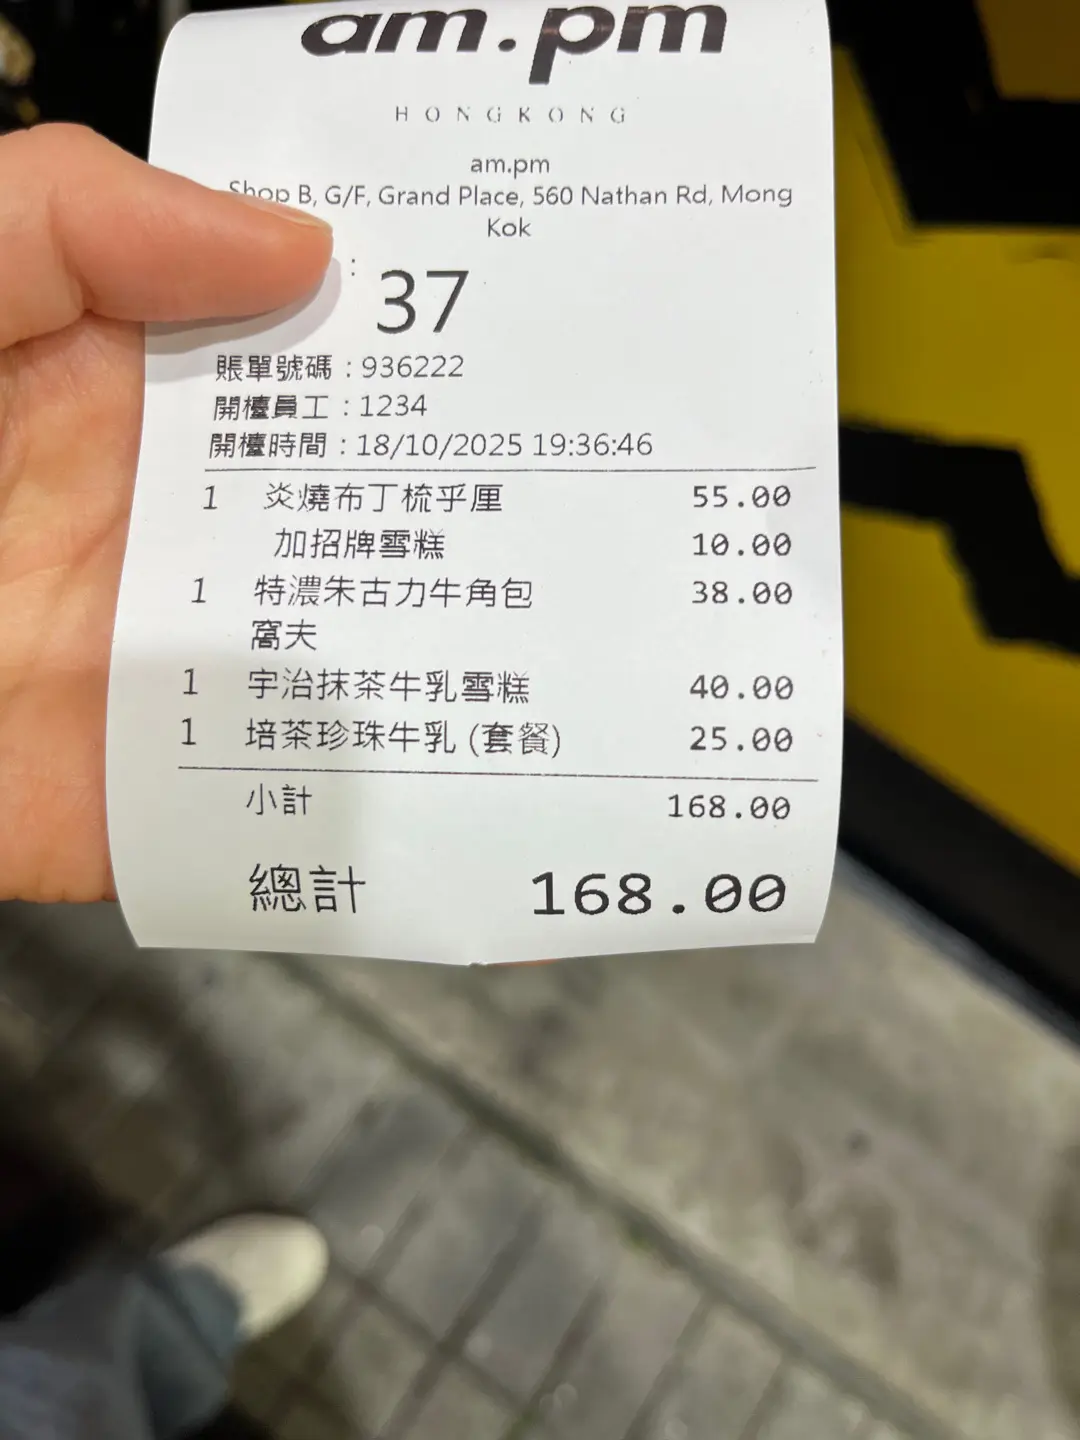 am.pm
HONGKONG
am.pm
Shop B, G/F, Grand Place, 560 Nathan Rd, Mong
Kok
: 37
賬單號碼：936222
開檯員工：1234
開檯時間：18/10/2025 19:36:46
1 炎燒布丁梳乎厘 55.00
加招牌雪糕 10.00
1 特濃朱古力牛角包 38.00
窩夫
1 宇治抹茶牛乳雪糕 40.00
1 培茶珍珠牛乳 (套餐) 25.00
小計 168.00
總計 168.00